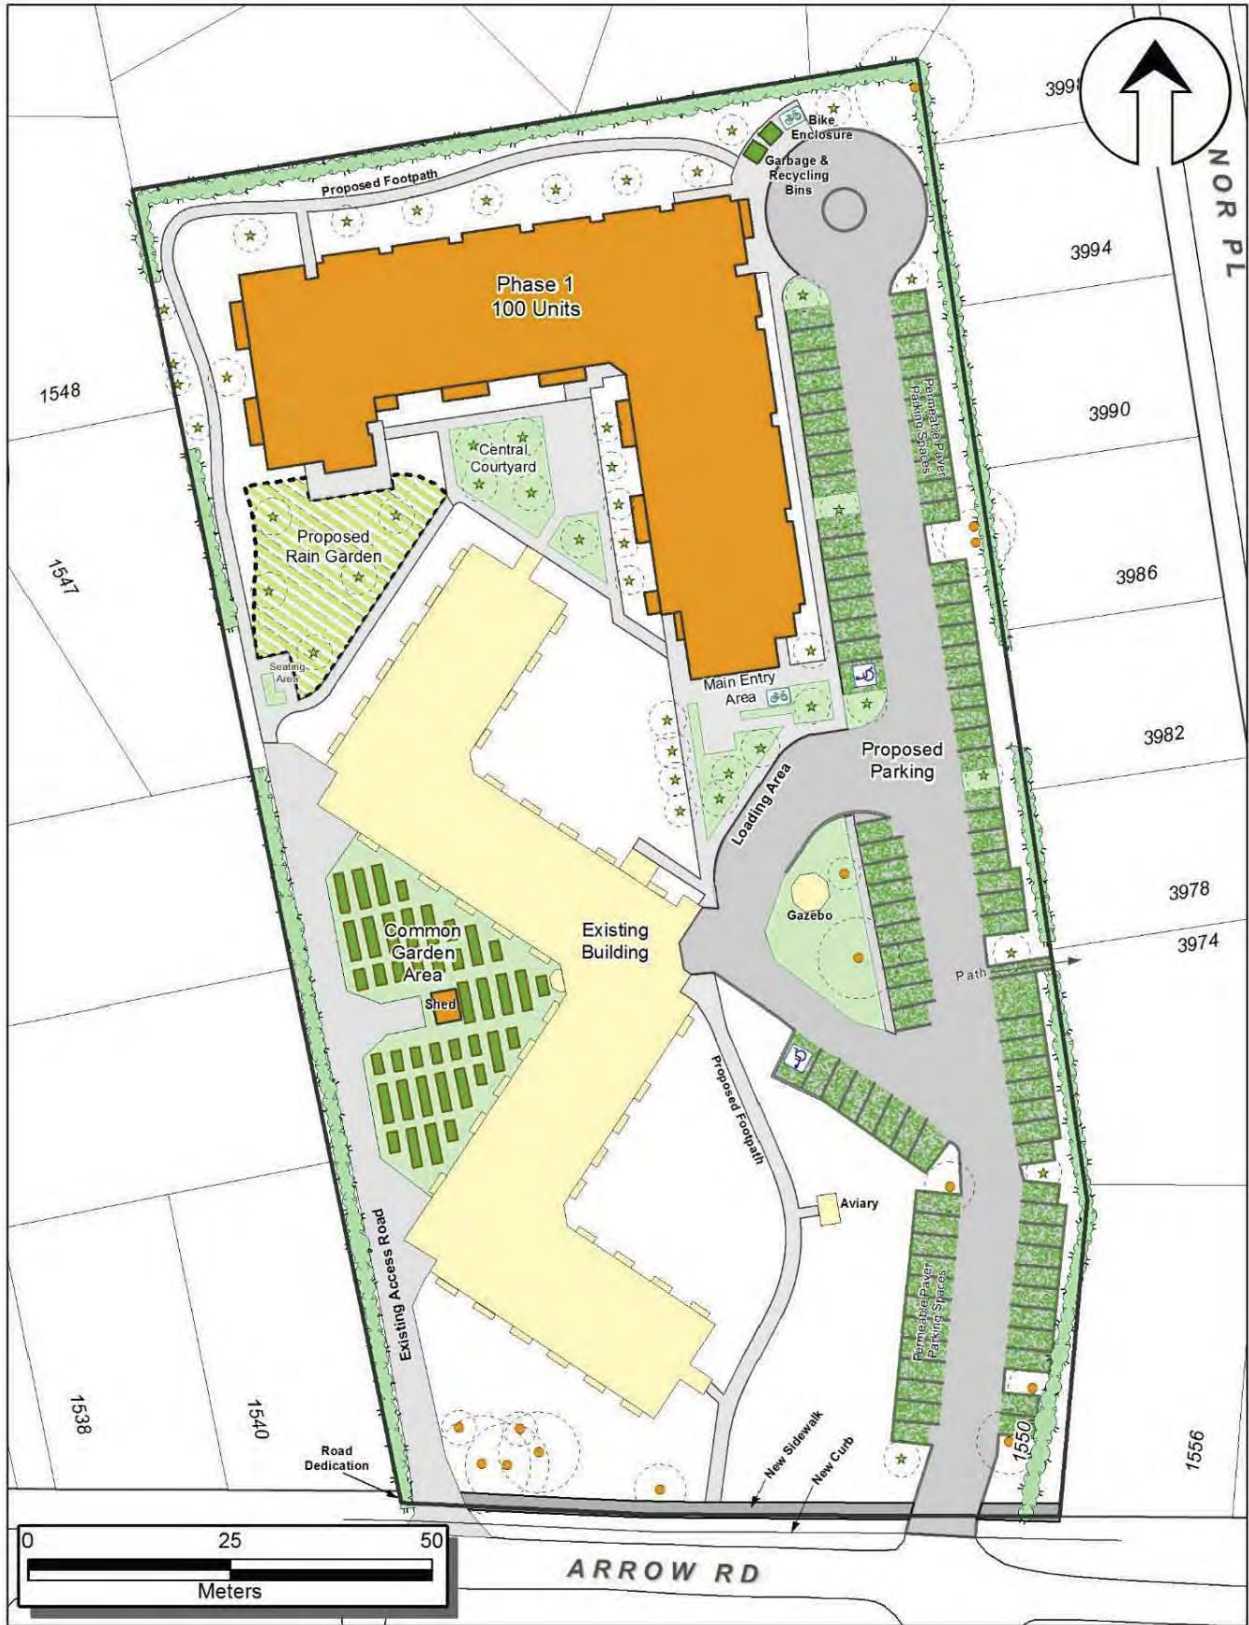 3998
Bike
Enclosure
Garbage &
Recycling
Bins
NOR PL
Proposed Footpath
3994
Phase 1
100 Units
1548
Permeable Paver
Parking Spaces
3990
Central
Courtyard
Proposed
Rain Garden
1547
3986
Seating
Area
Main Entry
Area
3982
Proposed
Parking
Loading Area
3978
Gazebo
Common
Garden
Area
Existing
Building
3974
Path
Shed
Proposed Footpath
Aviary
Existing Access Road
Permeable Paver
Parking Spaces
1538
1540
Road
Dedication
New Sidewalk
New Curb
1550
1556
0 25 50
Meters
ARROW RD